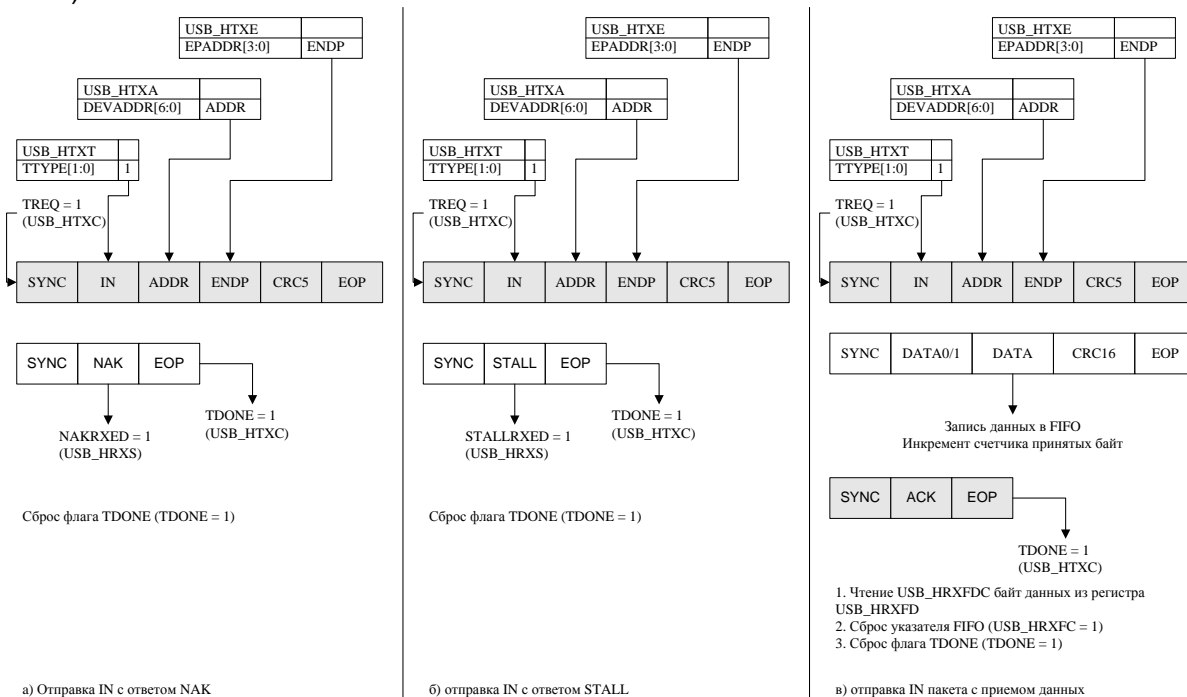 USB_HTXE
EPADDR[3:0] ENDP
USB_HTXA
DEVADDR[6:0] ADDR
USB_HTXT
TTYPE[1:0] 1
TREQ = 1
(USB_HTXC)
SYNC IN ADDR ENDP CRC5 EOP
SYNC NAK EOP
TDONE = 1
(USB_HTXC)
NAKRXED = 1
(USB_HRXS)
Сброс флага TDONE (TDONE = 1)
а) Отправка IN с ответом NAK
USB_HTXE
EPADDR[3:0] ENDP
USB_HTXA
DEVADDR[6:0] ADDR
USB_HTXT
TTYPE[1:0] 1
TREQ = 1
(USB_HTXC)
SYNC IN ADDR ENDP CRC5 EOP
SYNC STALL EOP
TDONE = 1
(USB_HTXC)
STALLRXED = 1
(USB_HRXS)
Сброс флага TDONE (TDONE = 1)
б) отправка IN с ответом STALL
USB_HTXE
EPADDR[3:0] ENDP
USB_HTXA
DEVADDR[6:0] ADDR
USB_HTXT
TTYPE[1:0] 1
TREQ = 1
(USB_HTXC)
SYNC IN ADDR ENDP CRC5 EOP
SYNC DATA0/1 DATA CRC16 EOP
Запись данных в FIFO
Инкремент счетчика принятых байт
SYNC ACK EOP
TDONE = 1
(USB_HTXC)
1. Чтение USB_HRXFDC байт данных из регистра
USB_HRXFD
2. Сброс указателя FIFO (USB_HRXFC = 1)
3. Сброс флага TDONE (TDONE = 1)
в) отправка IN пакета с приемом данных